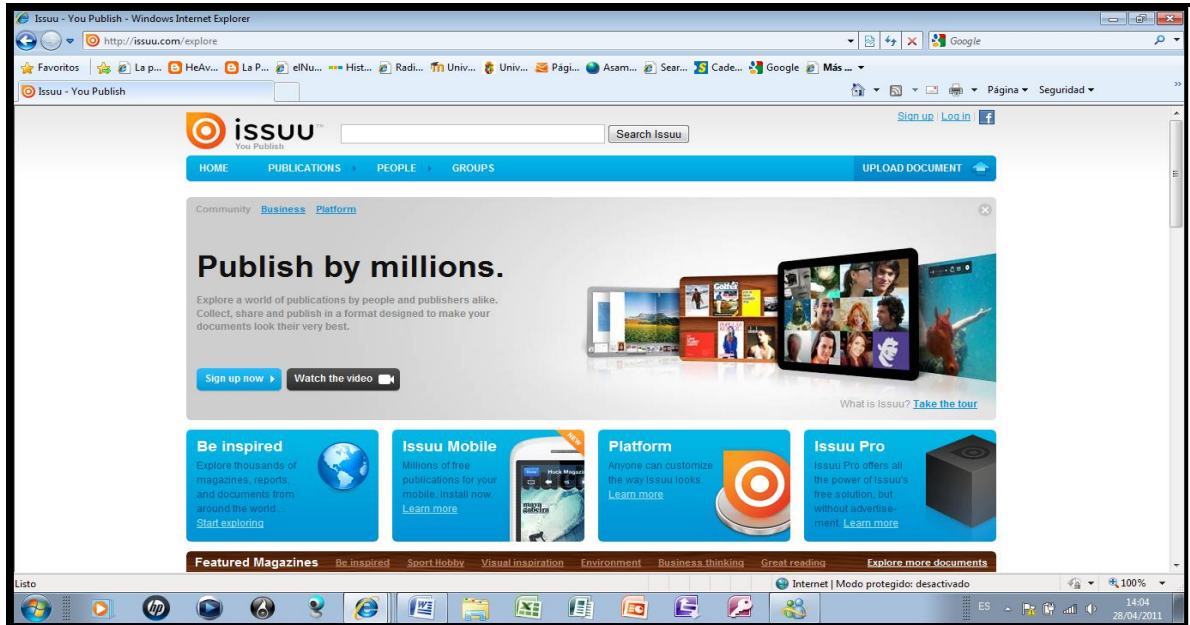 Issuu - You Publish - Windows Internet Explorer
http://issuu.com/explore
Google
Favoritos La p... HeAv... La P... elNu... Hist... Radi... Univ... Univ... Pági... Asam... Sear... Cade... Google Más ...
Issuu - You Publish
Página Seguridad
Sign up | Log in
issuu
You Publish
Search Issuu
HOME PUBLICATIONS PEOPLE GROUPS UPLOAD DOCUMENT
Community Business Platform
Publish by millions.
Explore a world of publications by people and publishers alike.
Collect, share and publish in a format designed to make your
documents look their very best.
Sign up now Watch the video
What is Issuu? Take the tour
Be inspired
Explore thousands of
magazines, reports,
and documents from
around the world ...
Start exploring
Issuu Mobile
NEW
Millions of free
publications for your
mobile. Install now.
Learn more
Huck Magazi
Platform
Anyone can customize
the way Issuu looks.
Learn more
Issuu Pro
Issuu Pro offers all
the power of Issuu's
free solution, but
without advertise-
ment. Learn more
Featured Magazines Be inspired Sport Hobby Visual inspiration Environment Business thinking Great reading Explore more documents
Listo Internet | Modo protegido: desactivado 100%
ES 14:04
28/04/2011